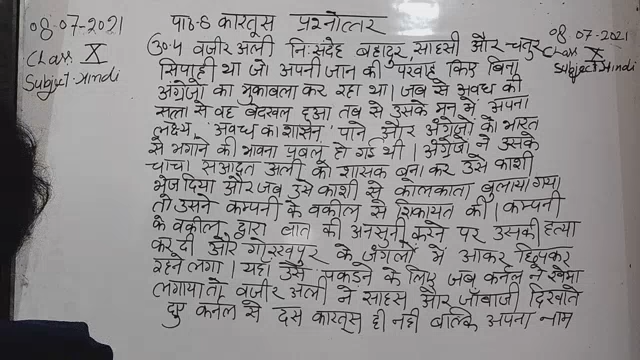 08-07-2021
Class X
Subject-Hindi
पाठ-8 कारतूस प्रश्नोत्तर
08 07-2021
Class X
Subject-Hindi
उ०4 वजीर अली निःसंदेह बहादुर, साहसी और चतुर
सिपाही था जो अपनी जान की परवाह किए बिना
अंग्रेजों का मुकाबला कर रहा था। जब से अवध की
सत्ता से वह बेदखल हुआ तब से उसके मन में अपना
लक्ष्य, 'अवध का शासन' पाने और अंग्रेजों को भारत
से भगाने की भावना प्रबल हो गई थी। अंग्रेजों ने उसके
चाचा सआदत अली को शासक बना कर उसे काशी
भेज दिया और जब उसे काशी से कालकाता बुलाया गया
तो उसने कम्पनी के वकील से शिकायत की। कम्पनी
के वकील द्वारा बात की अनसुनी करने पर उसकी हत्या
कर दी और गोरखपुर के जंगलों में आकर छिपकर
रहने लगा। यहां उसे पकडने के लिए जब कर्नल ने खेमा
लगाया तो वजीर अली ने साहस और जाँबाजी दिखाते
हुए कर्नल से दस कारतूस ही नही बल्कि अपना नाम